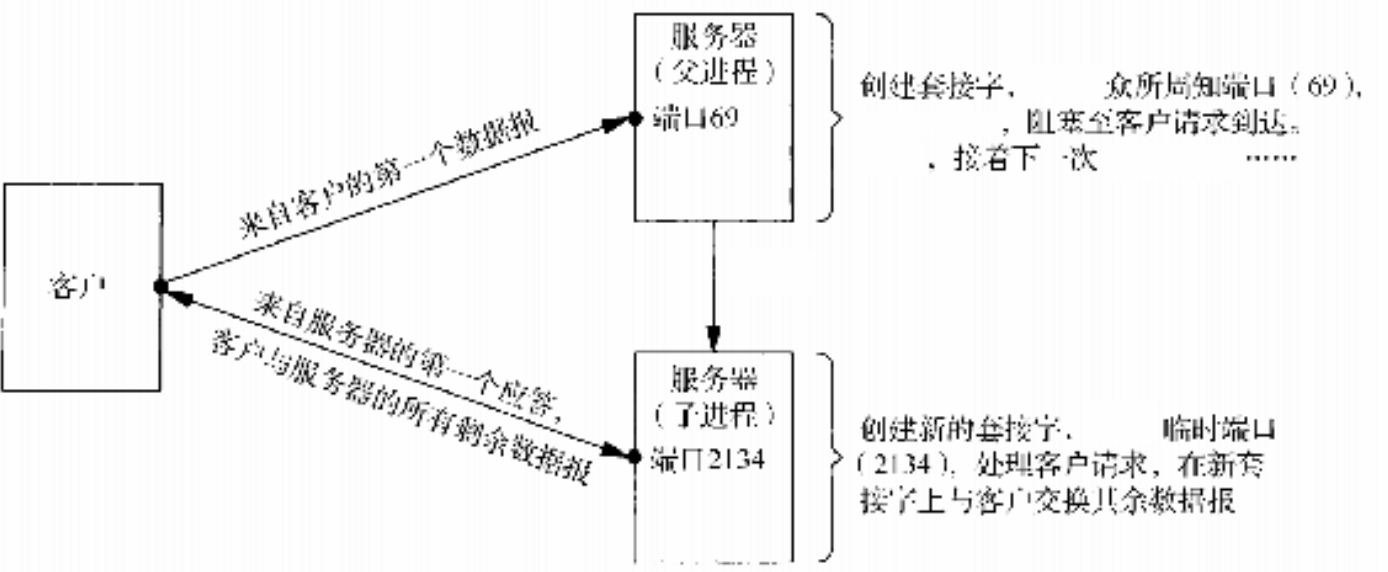 服务器
（父进程）
端口69
创建套接字， 众所周知端口（69），
，阻塞至客户请求到达。
，接着下一次 ……
来自客户的第一个数据报
客户
来自服务器的第一个应答，
客户与服务器的所有剩余数据报
服务器
（子进程）
端口2134
创建新的套接字， 临时端口
（2134），处理客户请求，在新套
接字上与客户交换其余数据报